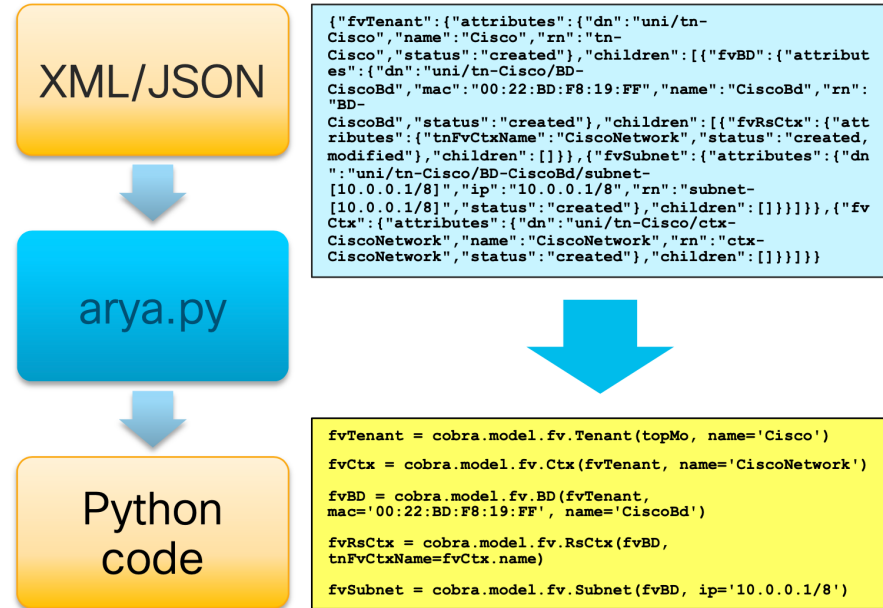 XML/JSON
arya.py
Python
code
{"fvTenant":{"attributes":{"dn":"uni/tn-
Cisco","name":"Cisco","rn":"tn-
Cisco","status":"created"},"children":[{"fvBD":{"attribut
es":{"dn":"uni/tn-Cisco/BD-
CiscoBd","mac":"00:22:BD:F8:19:FF","name":"CiscoBd","rn":
"BD-
CiscoBd","status":"created"},"children":[{"fvRsCtx":{"att
ributes":{"tnFvCtxName":"CiscoNetwork","status":"created,
modified"},"children":[]}},{"fvSubnet":{"attributes":{"dn
":"uni/tn-Cisco/BD-CiscoBd/subnet-
[10.0.0.1/8]","ip":"10.0.0.1/8","rn":"subnet-
[10.0.0.1/8]","status":"created"},"children":[]}}]}},{"fv
Ctx":{"attributes":{"dn":"uni/tn-Cisco/ctx-
CiscoNetwork","name":"CiscoNetwork","rn":"ctx-
CiscoNetwork","status":"created"},"children":[]}}]}}
fvTenant = cobra.model.fv.Tenant(topMo, name='Cisco')
fvCtx = cobra.model.fv.Ctx(fvTenant, name='CiscoNetwork')
fvBD = cobra.model.fv.BD(fvTenant,
mac='00:22:BD:F8:19:FF', name='CiscoBd')
fvRsCtx = cobra.model.fv.RsCtx(fvBD,
tnFvCtxName=fvCtx.name)
fvSubnet = cobra.model.fv.Subnet(fvBD, ip='10.0.0.1/8')